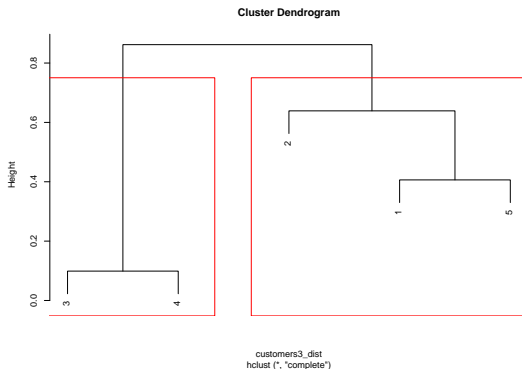 Cluster Dendrogram
Height
0.8
0.6
0.4
0.2
0.0
2
1
5
3
4
customers3_dist
hclust (*, "complete")